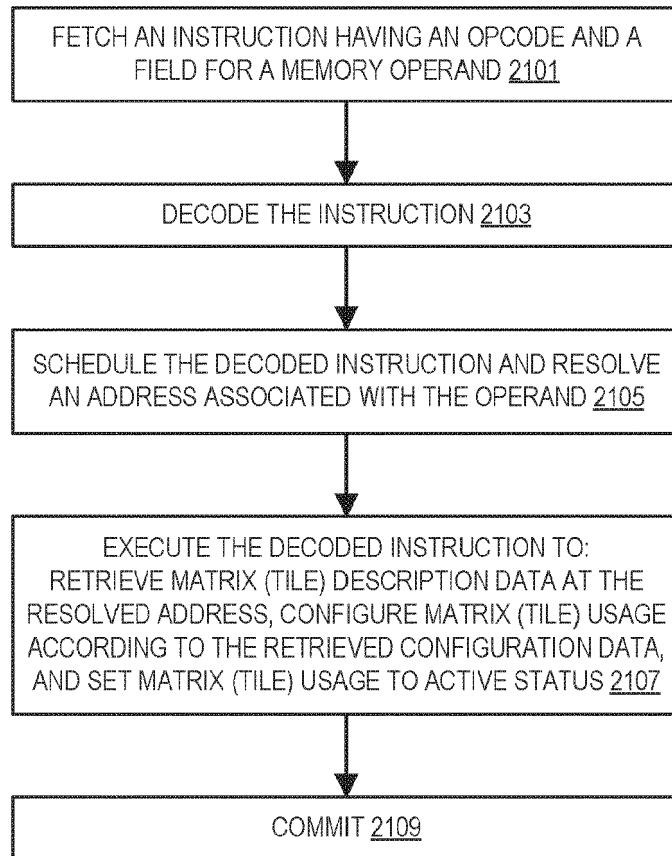 FETCH AN INSTRUCTION HAVING AN OPCODE AND A
FIELD FOR A MEMORY OPERAND 2101
DECODE THE INSTRUCTION 2103
SCHEDULE THE DECODED INSTRUCTION AND RESOLVE
AN ADDRESS ASSOCIATED WITH THE OPERAND 2105
EXECUTE THE DECODED INSTRUCTION TO:
RETRIEVE MATRIX (TILE) DESCRIPTION DATA AT THE
RESOLVED ADDRESS, CONFIGURE MATRIX (TILE) USAGE
ACCORDING TO THE RETRIEVED CONFIGURATION DATA,
AND SET MATRIX (TILE) USAGE TO ACTIVE STATUS 2107
COMMIT 2109